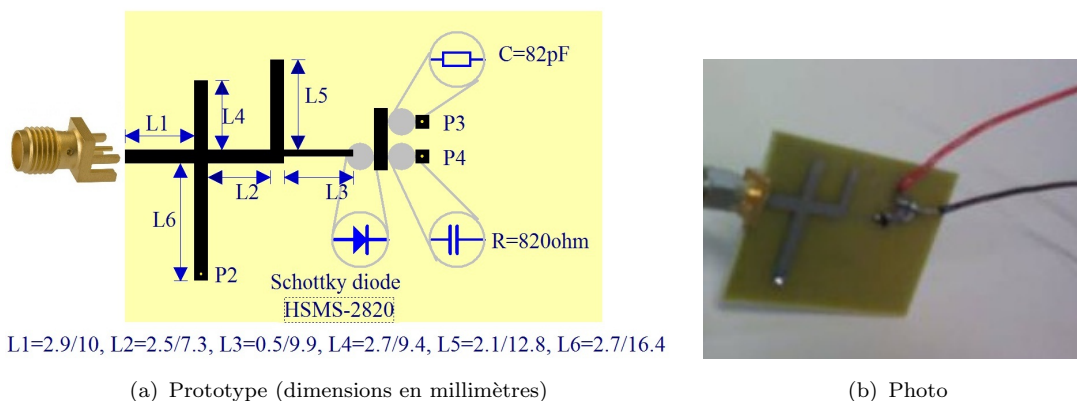 C=82pF
L5
L4
L1
P3
P4
L2
L3
L6
R=820ohm
P2
Schottky diode
HSMS-2820
L1=2.9/10, L2=2.5/7.3, L3=0.5/9.9, L4=2.7/9.4, L5=2.1/12.8, L6=2.7/16.4
(a) Prototype (dimensions en millimètres)
(b) Photo